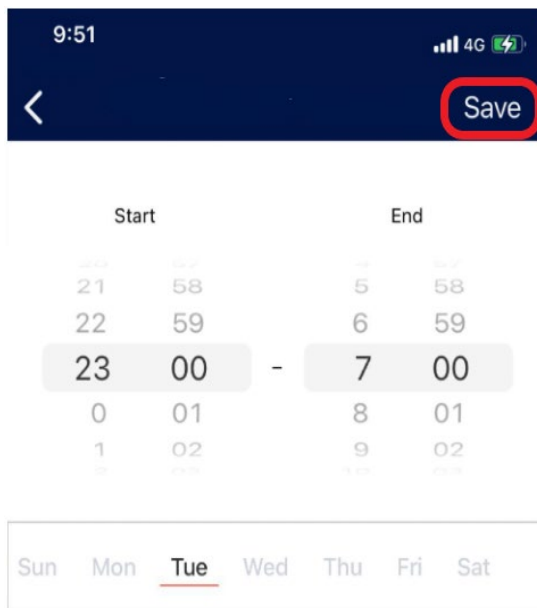 9:51 4G
Save
Start End
21 58 5 58
22 59 6 59
23 00 - 7 00
0 01 8 01
1 02 9 02
Sun Mon Tue Wed Thu Fri Sat